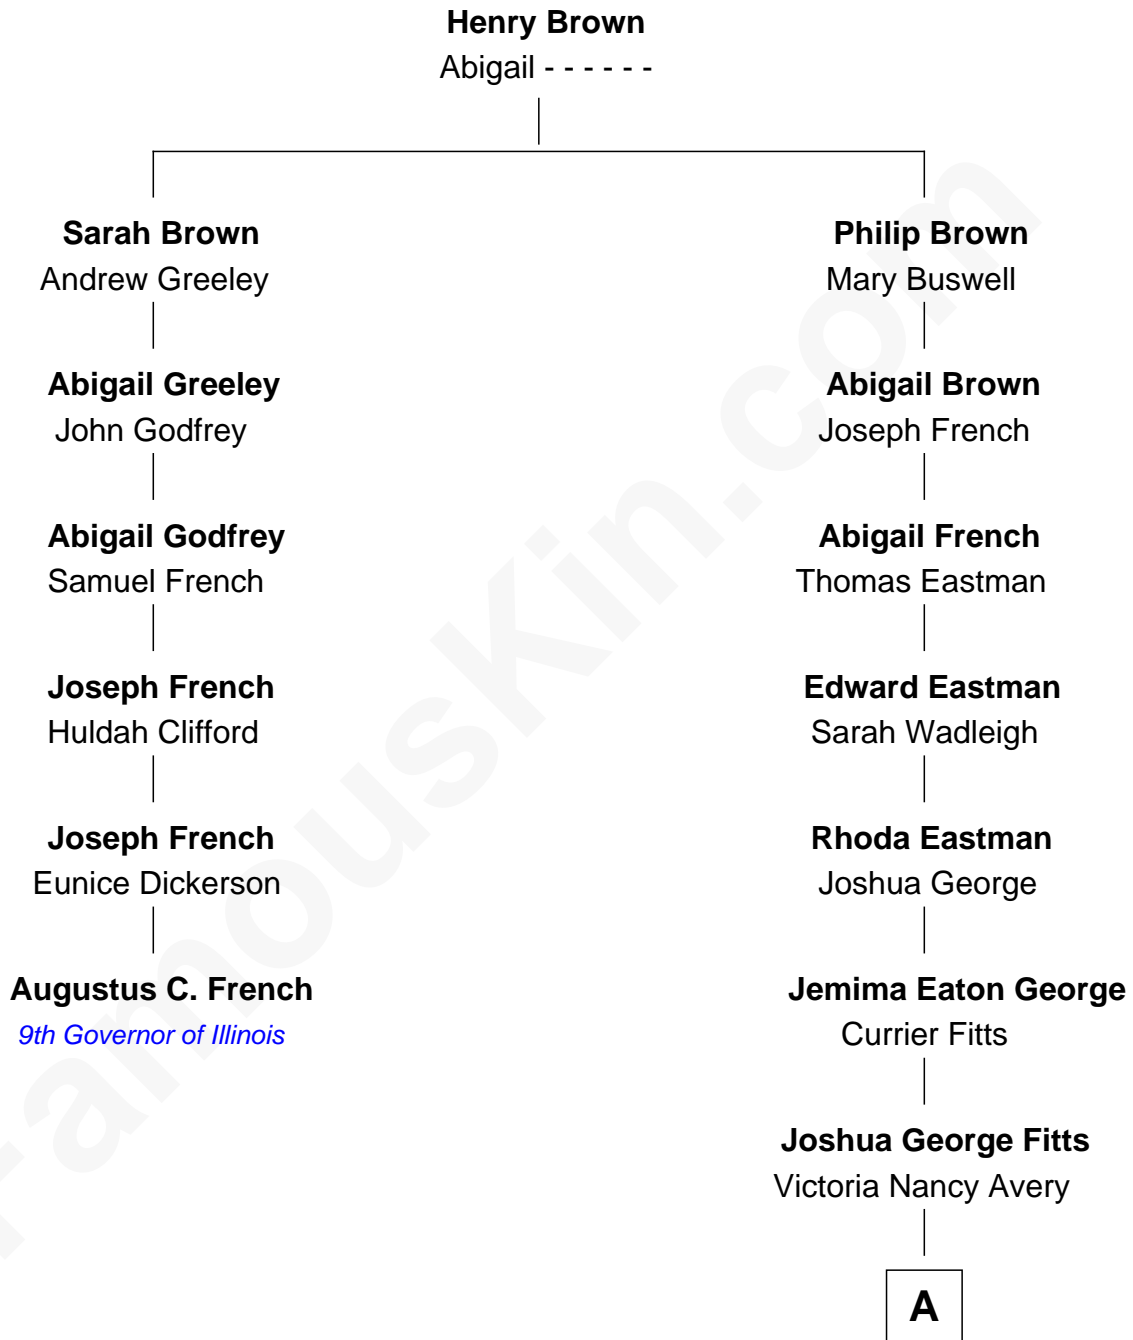 Henry Brown
Abigail - - - - - -
Sarah Brown
Andrew Greeley
Philip Brown
Mary Buswell
Abigail Greeley
John Godfrey
Abigail Brown
Joseph French
Abigail Godfrey
Samuel French
Abigail French
Thomas Eastman
Joseph French
Huldah Clifford
Edward Eastman
Sarah Wadleigh
Joseph French
Eunice Dickerson
Rhoda Eastman
Joshua George
Augustus C. French
9th Governor of Illinois
Jemima Eaton George
Currier Fitts
Joshua George Fitts
Victoria Nancy Avery
A
FamousKin.com